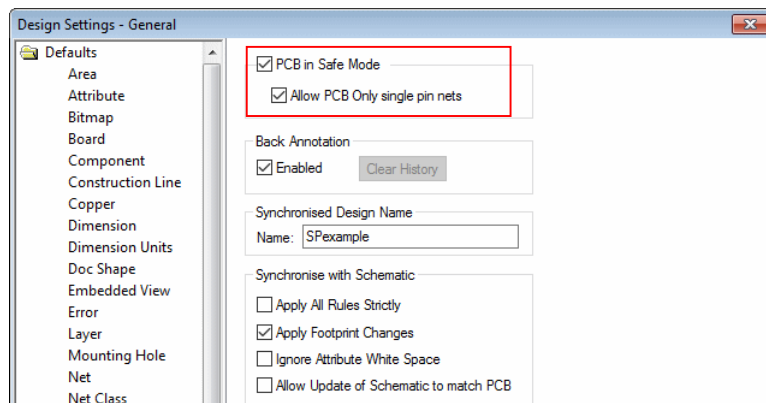 Design Settings - General
Defaults
Area
Attribute
Bitmap
Board
Component
Construction Line
Copper
Dimension
Dimension Units
Doc Shape
Embedded View
Error
Layer
Mounting Hole
Net
Net Class
PCB in Safe Mode
Allow PCB Only single pin nets
Back Annotation
Enabled
Clear History
Synchronised Design Name
Name: SPexample
Synchronise with Schematic
Apply All Rules Strictly
Apply Footprint Changes
Ignore Attribute White Space
Allow Update of Schematic to match PCB